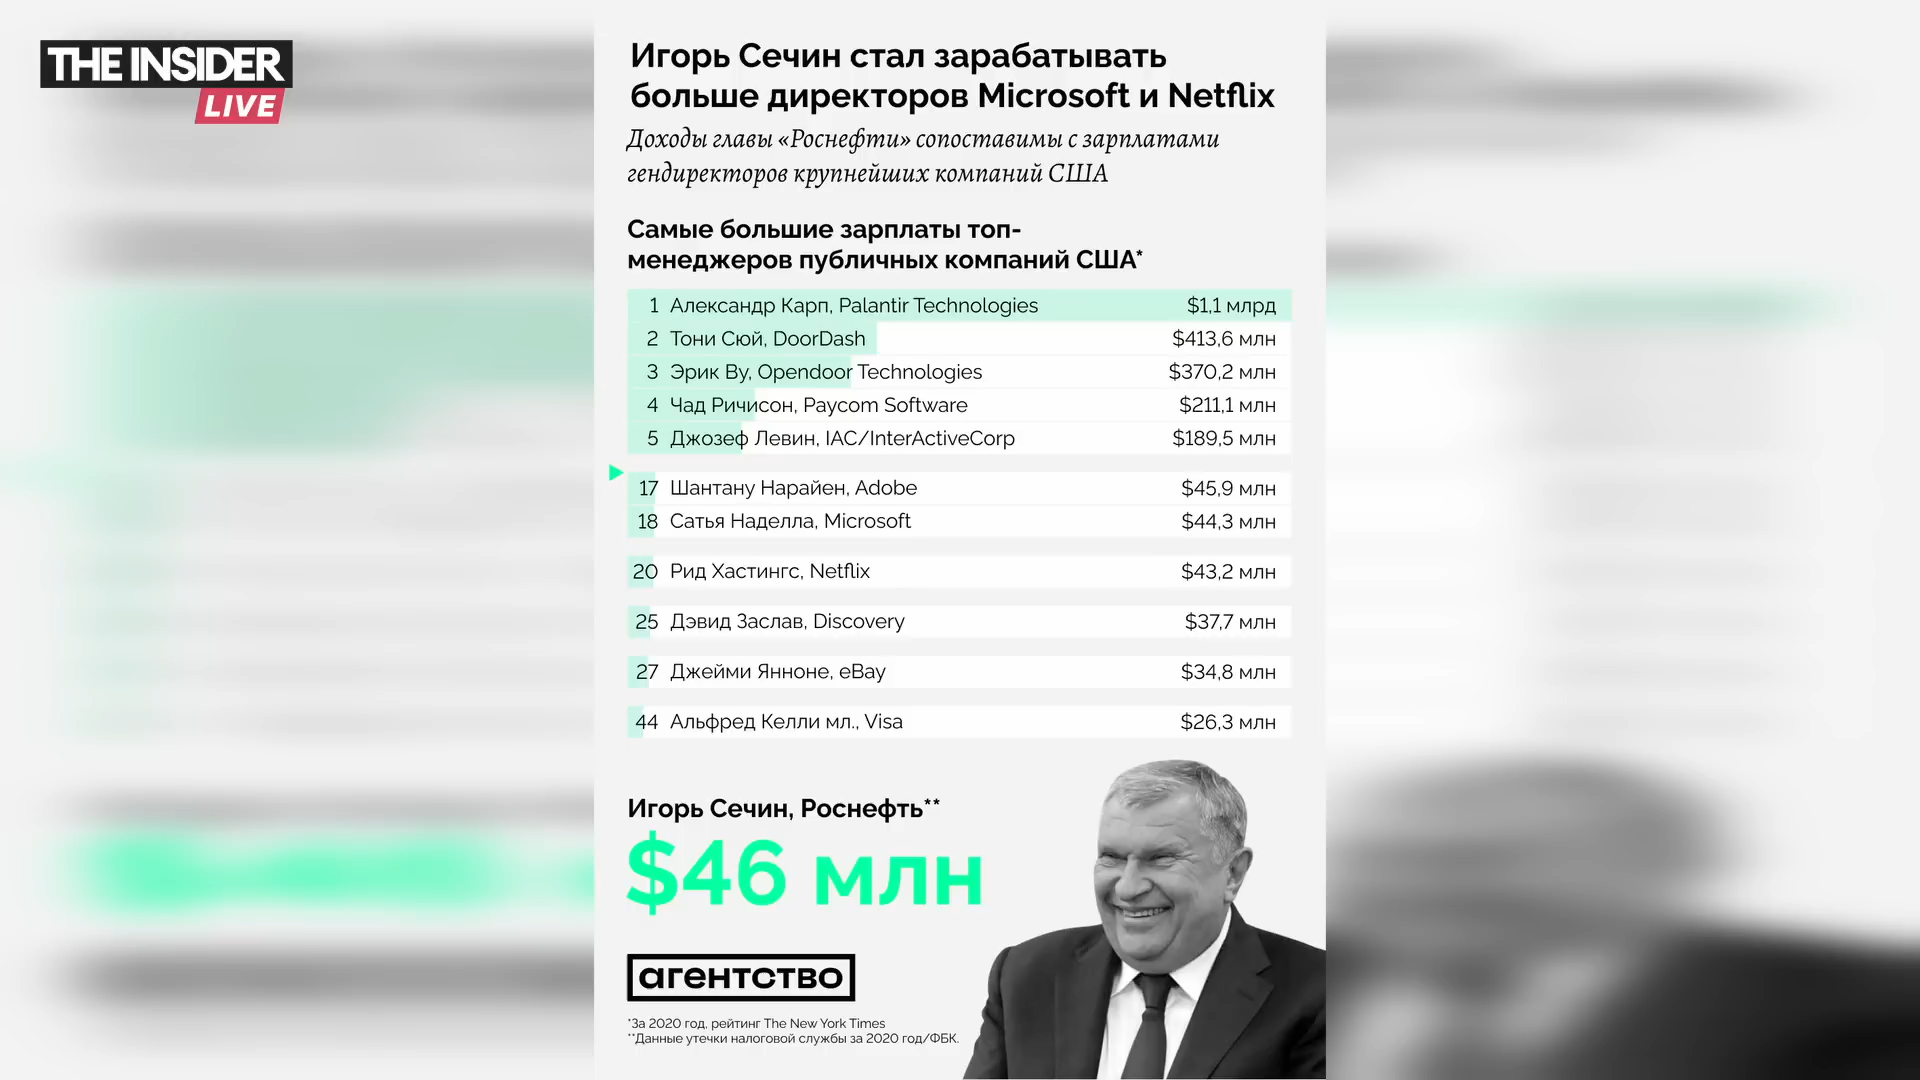 THE INSIDER
LIVE
Игорь Сечин стал зарабатывать
больше директоров Microsoft и Netflix
Доходы главы «Роснефти» сопоставимы с зарплатами
гендиректоров крупнейших компаний США
Самые большие зарплаты топ-
менеджеров публичных компаний США*
1 Александр Карп, Palantir Technologies $1,1 млрд
2 Тони Сюй, DoorDash $413,6 млн
3 Эрик Ву, Opendoor Technologies $370,2 млн
4 Чад Ричисон, Paycom Software $211,1 млн
5 Джозеф Левин, IAC/InterActiveCorp $189,5 млн
17 Шантану Нарайен, Adobe $45,9 млн
18 Сатья Наделла, Microsoft $44,3 млн
20 Рид Хастингс, Netflix $43,2 млн
25 Дэвид Заслав, Discovery $37,7 млн
27 Джейми Янноне, eBay $34,8 млн
44 Альфред Келли мл., Visa $26,3 млн
Игорь Сечин, Роснефть**
$46 млн
агентство
*За 2020 год, рейтинг The New York Times
**Данные утечки налоговой службы за 2020 год/ФБК.